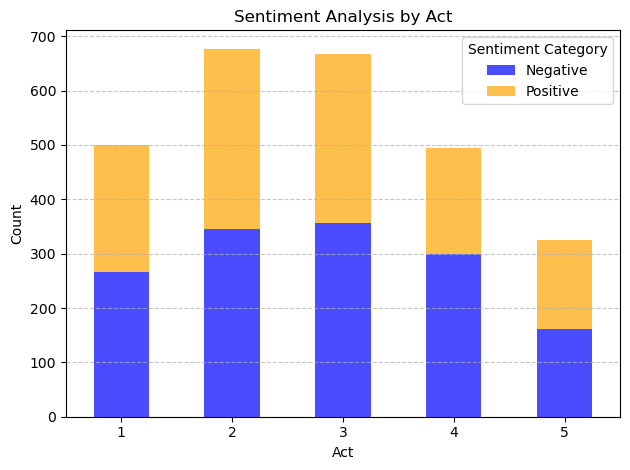 Sentiment Analysis by Act
Sentiment Category
Negative
Positive
Count
700
600
500
400
300
200
100
0
1 2 3 4 5
Act